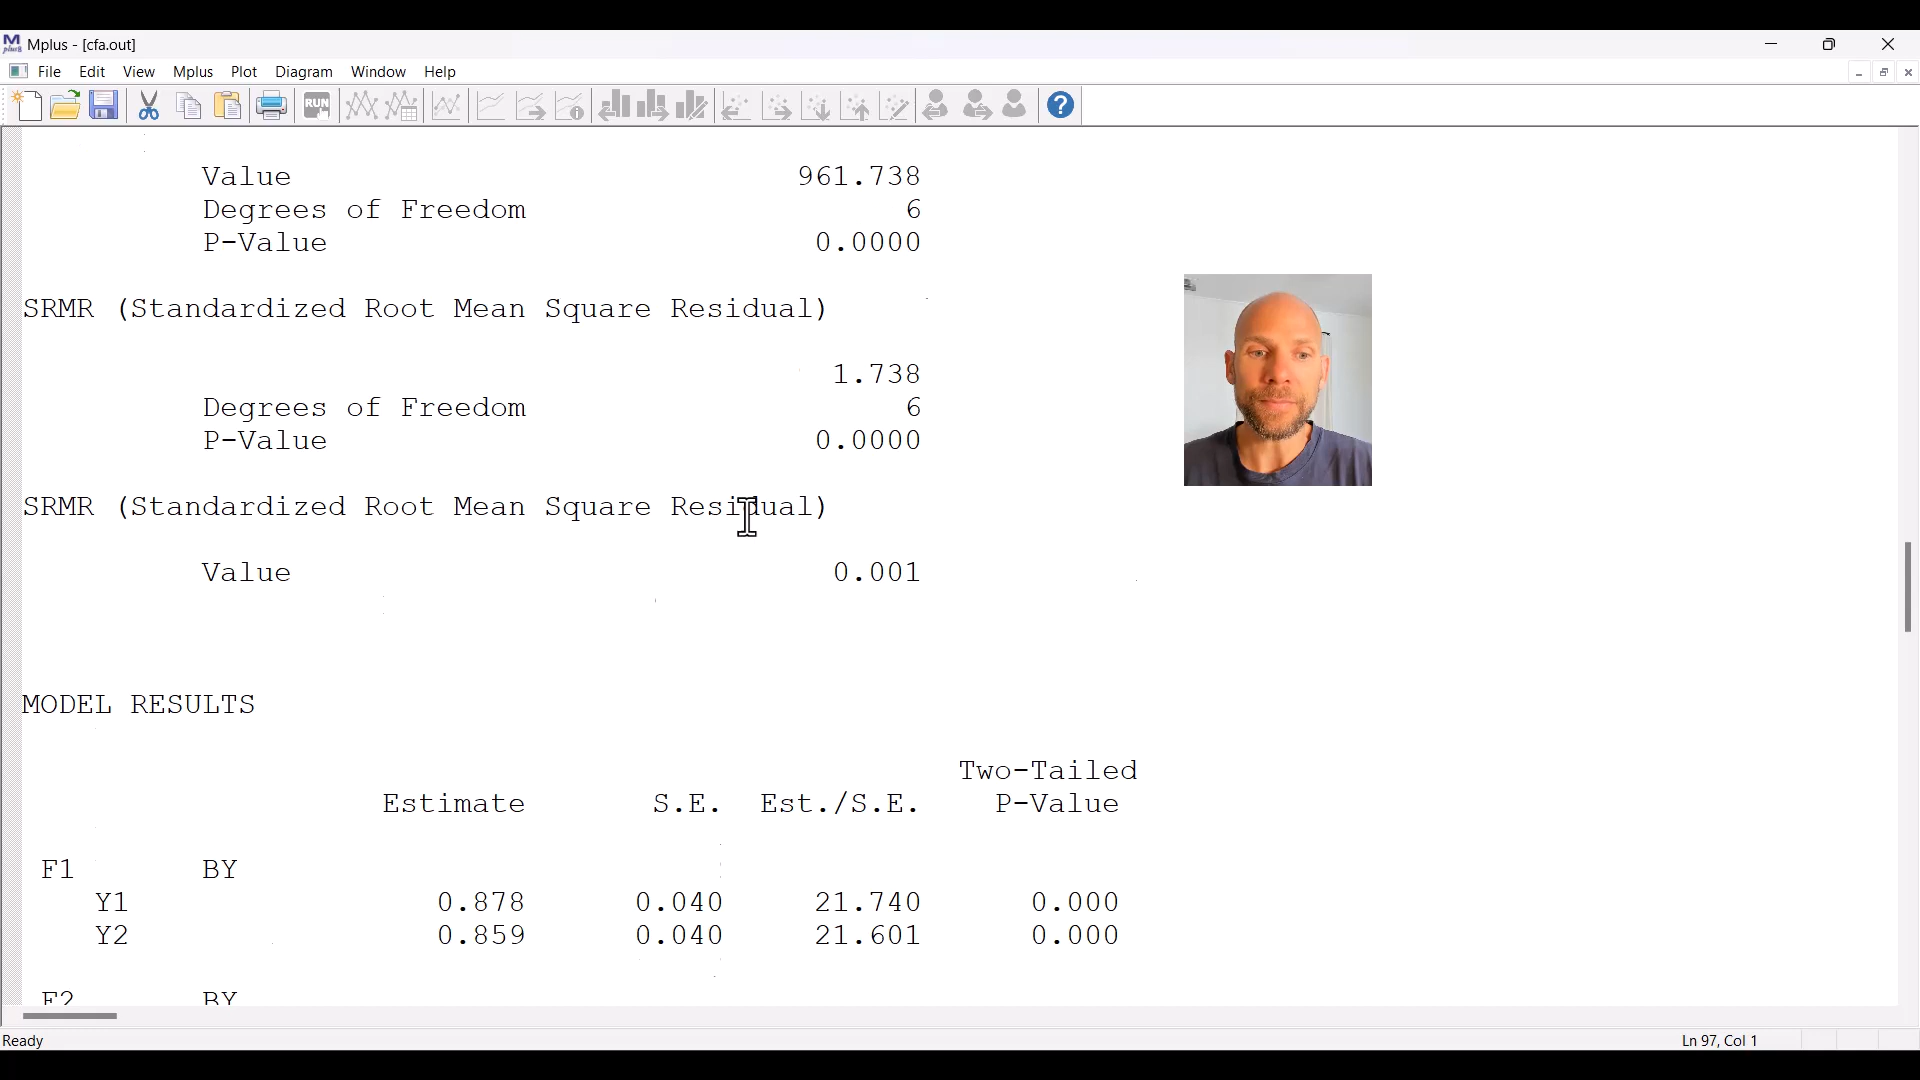 Mplus - [cfa.out]
File Edit View Mplus Plot Diagram Window Help
RUN
Value 961.738
Degrees of Freedom 6
P-Value 0.0000
SRMR (Standardized Root Mean Square Residual)
1.738
Degrees of Freedom 6
P-Value 0.0000
SRMR (Standardized Root Mean Square Residual)
Value 0.001
MODEL RESULTS
Two-Tailed
Estimate S.E. Est./S.E. P-Value
F1 BY
Y1 0.878 0.040 21.740 0.000
Y2 0.859 0.040 21.601 0.000
F2 BY
Ready Ln 97, Col 1